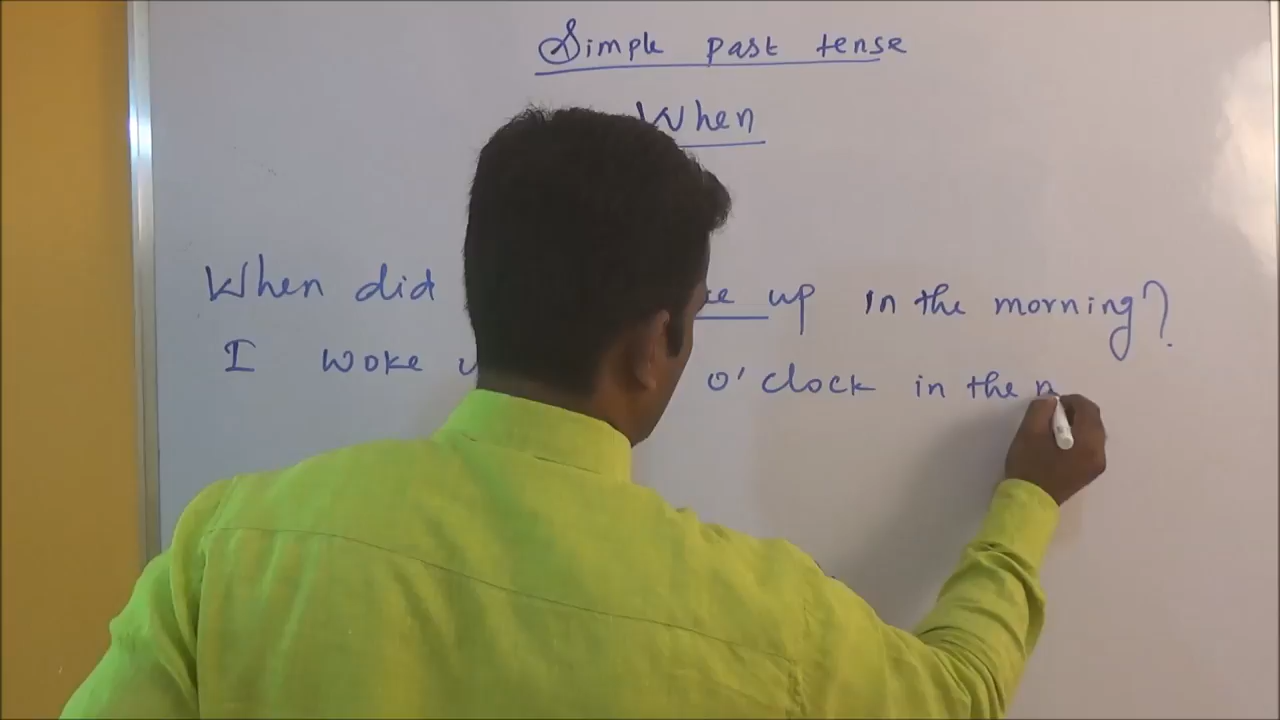 Simple past tense
When
When did up in the morning?
I woke o'clock in the